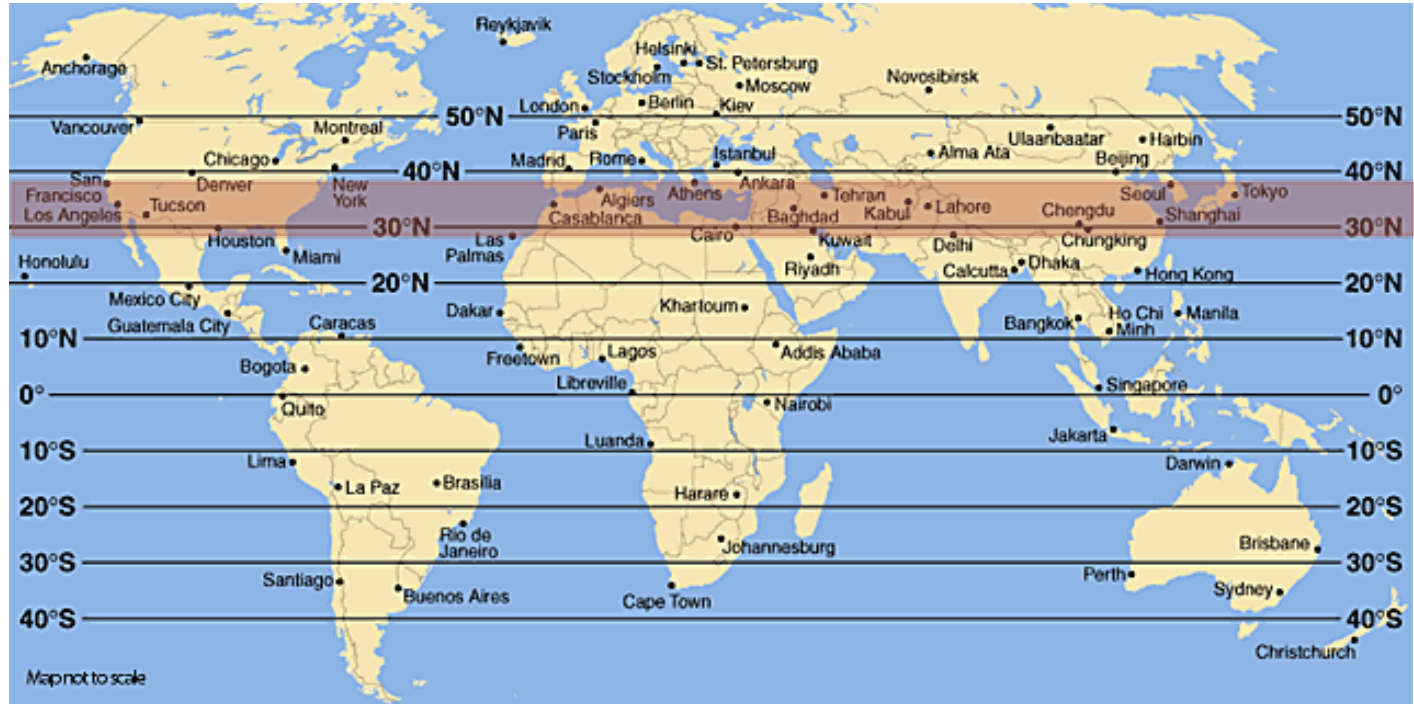 Reykjavik
Helsinki
St. Petersburg
Anchorage
Stockholm
Moscow
Novosibirsk
London
Berlin
Kiev
50°N
50°N
Vancouver
Montreal
Paris
Ulaanbaatar
Harbin
Chicago
Madrid
Rome
Istanbul
Alma Ata
Beijing
40°N
40°N
San
Francisco
Denver
New
York
Algiers
Athens
Ankara
Tehran
Seoul
Tokyo
Los Angeles
Tucson
Casablanca
Baghdad
Kabul
Lahore
Chengdu
Shanghai
30°N
30°N
Houston
Las
Palmas
Cairo
Kuwait
Delhi
Chungking
Honolulu
Miami
Riyadh
Calcutta
Dhaka
Hong Kong
20°N
20°N
Mexico City
Dakar
Khartoum
Guatemala City
Caracas
Bangkok
Ho Chi
Minh
Manila
10°N
10°N
Bogota
Freetown
Lagos
Addis Ababa
Libreville
Singapore
0°
0°
Quito
Nairobi
Luanda
Jakarta
10°S
10°S
Lima
Darwin
La Paz
Brasilia
Harare
20°S
20°S
Rio de
Janeiro
Johannesburg
Brisbane
30°S
30°S
Santiago
Buenos Aires
Cape Town
Perth
Sydney
40°S
40°S
Christchurch
Map not to scale